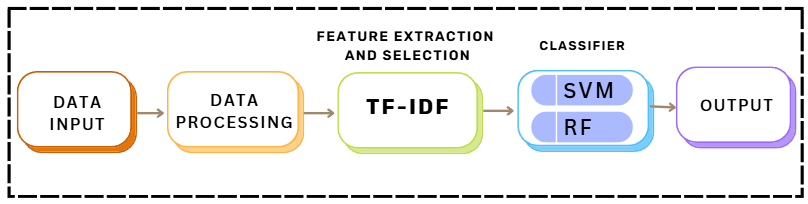 FEATURE EXTRACTION
AND SELECTION
CLASSIFIER
DATA
INPUT
DATA
PROCESSING
TF-IDF
SVM
RF
OUTPUT